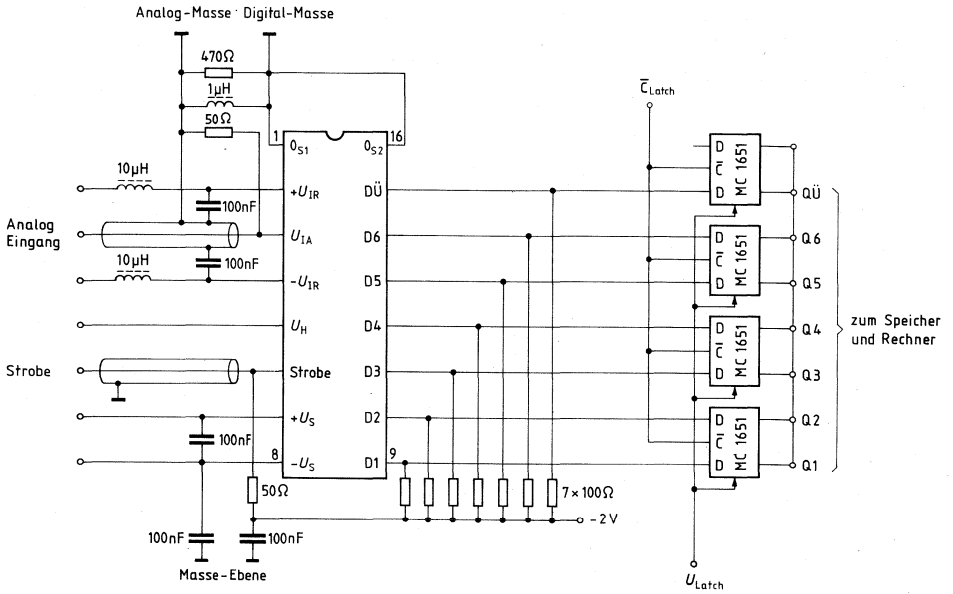 Analog-Masse Digital-Masse
470Ω
1µH
50Ω
C̅Latch
1
16
0S1
0S2
D
C̅
D
MC 1651
10µH
+UIR
DÜ
QÜ
100nF
Analog
Eingang
UIA
D6
D
C̅
D
MC 1651
Q6
100nF
10µH
-UIR
D5
Q5
UH
D4
D
C̅
D
MC 1651
Q4
zum Speicher
und Rechner
Strobe
Strobe
D3
Q3
+US
D2
D
C̅
D
MC 1651
Q2
100nF
8
9
-US
D1
Q1
50Ω
7×100Ω
-2V
100nF
100nF
Masse-Ebene
ULatch